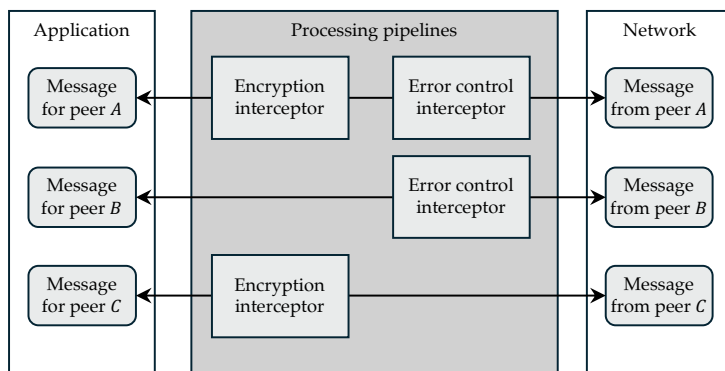 Application
Processing pipelines
Network
Message
for peer A
Encryption
interceptor
Error control
interceptor
Message
from peer A
Message
for peer B
Error control
interceptor
Message
from peer B
Message
for peer C
Encryption
interceptor
Message
from peer C